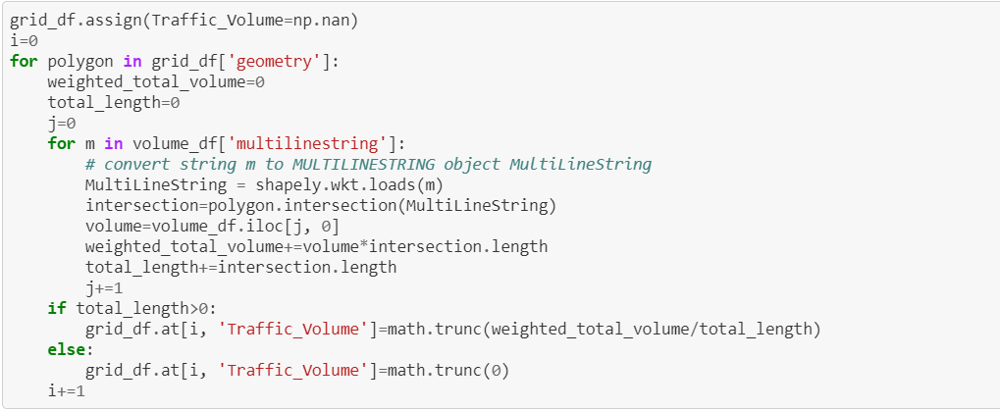 grid_df.assign(Traffic_Volume=np.nan)
i=0
for polygon in grid_df['geometry']:
    weighted_total_volume=0
    total_length=0
    j=0
    for m in volume_df['multilinestring']:
        # convert string m to MULTILINESTRING object MultiLineString
        MultiLineString = shapely.wkt.loads(m)
        intersection=polygon.intersection(MultiLineString)
        volume=volume_df.iloc[j, 0]
        weighted_total_volume+=volume*intersection.length
        total_length+=intersection.length
        j+=1
    if total_length>0:
        grid_df.at[i, 'Traffic_Volume']=math.trunc(weighted_total_volume/total_length)
    else:
        grid_df.at[i, 'Traffic_Volume']=math.trunc(0)
    i+=1